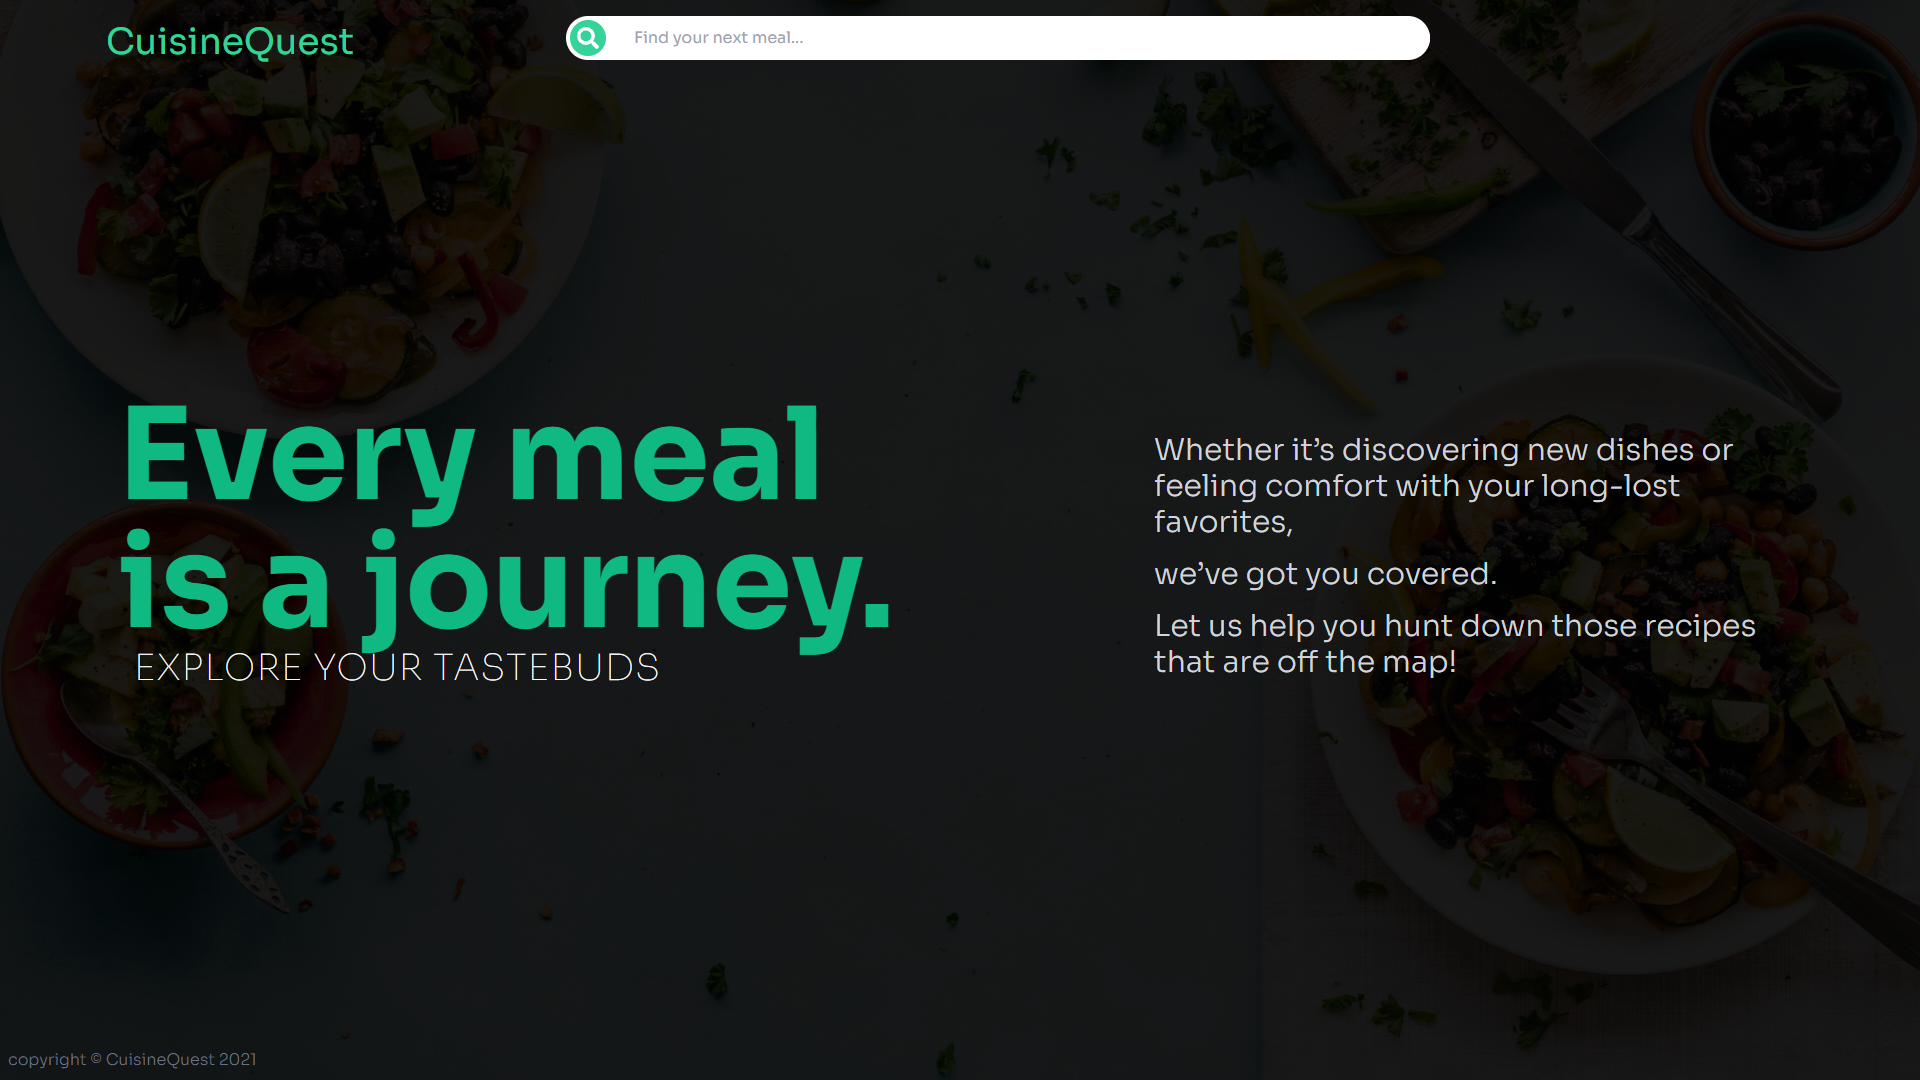 CuisineQuest
Find your next meal...
Every meal
is a journey.
EXPLORE YOUR TASTEBUDS
Whether it’s discovering new dishes or
feeling comfort with your long-lost
favorites,
we’ve got you covered.
Let us help you hunt down those recipes
that are off the map!
copyright © CuisineQuest 2021